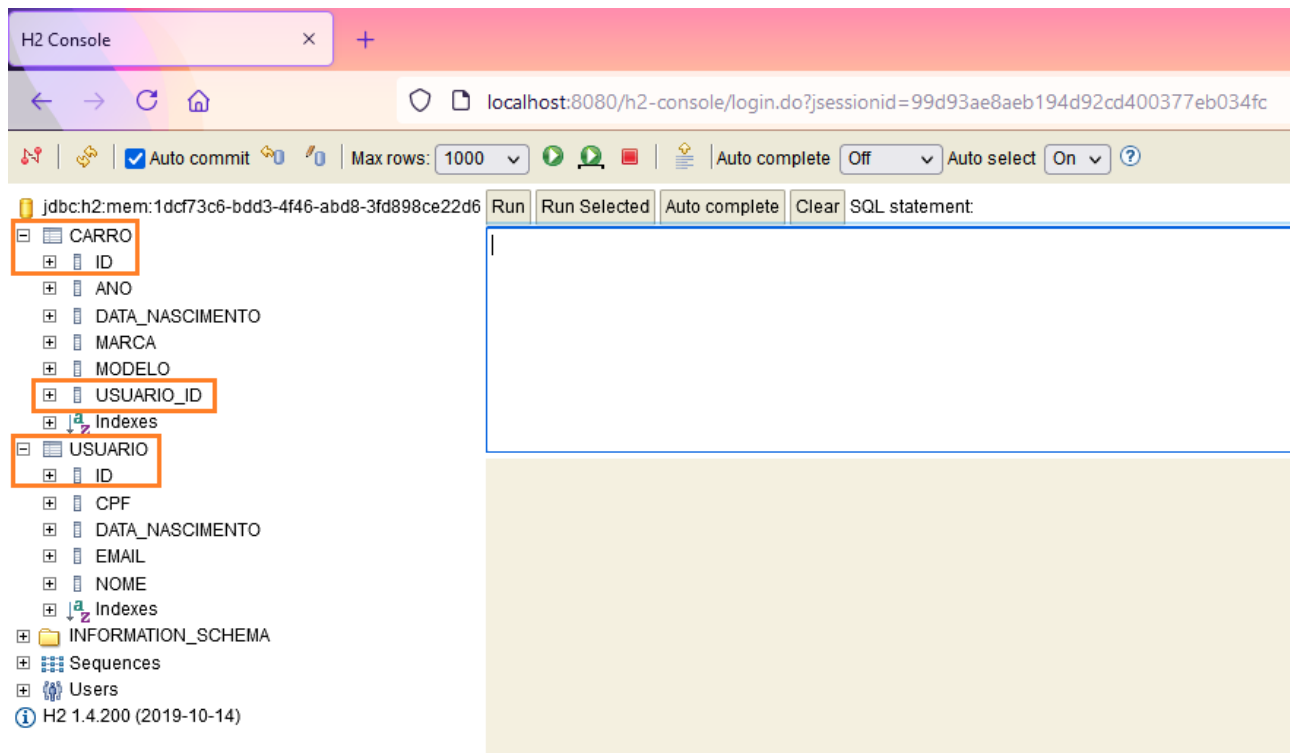 H2 Console
localhost:8080/h2-console/login.do?jsessionid=99d93ae8aeb194d92cd400377eb034fc
Auto commit Max rows: 1000 Auto complete Off Auto select On
jdbc:h2:mem:1dcf73c6-bdd3-4f46-abd8-3fd898ce22d6 Run Run Selected Auto complete Clear SQL statement:
CARRO
ID
ANO
DATA_NASCIMENTO
MARCA
MODELO
USUARIO_ID
Indexes
USUARIO
ID
CPF
DATA_NASCIMENTO
EMAIL
NOME
Indexes
INFORMATION_SCHEMA
Sequences
Users
H2 1.4.200 (2019-10-14)